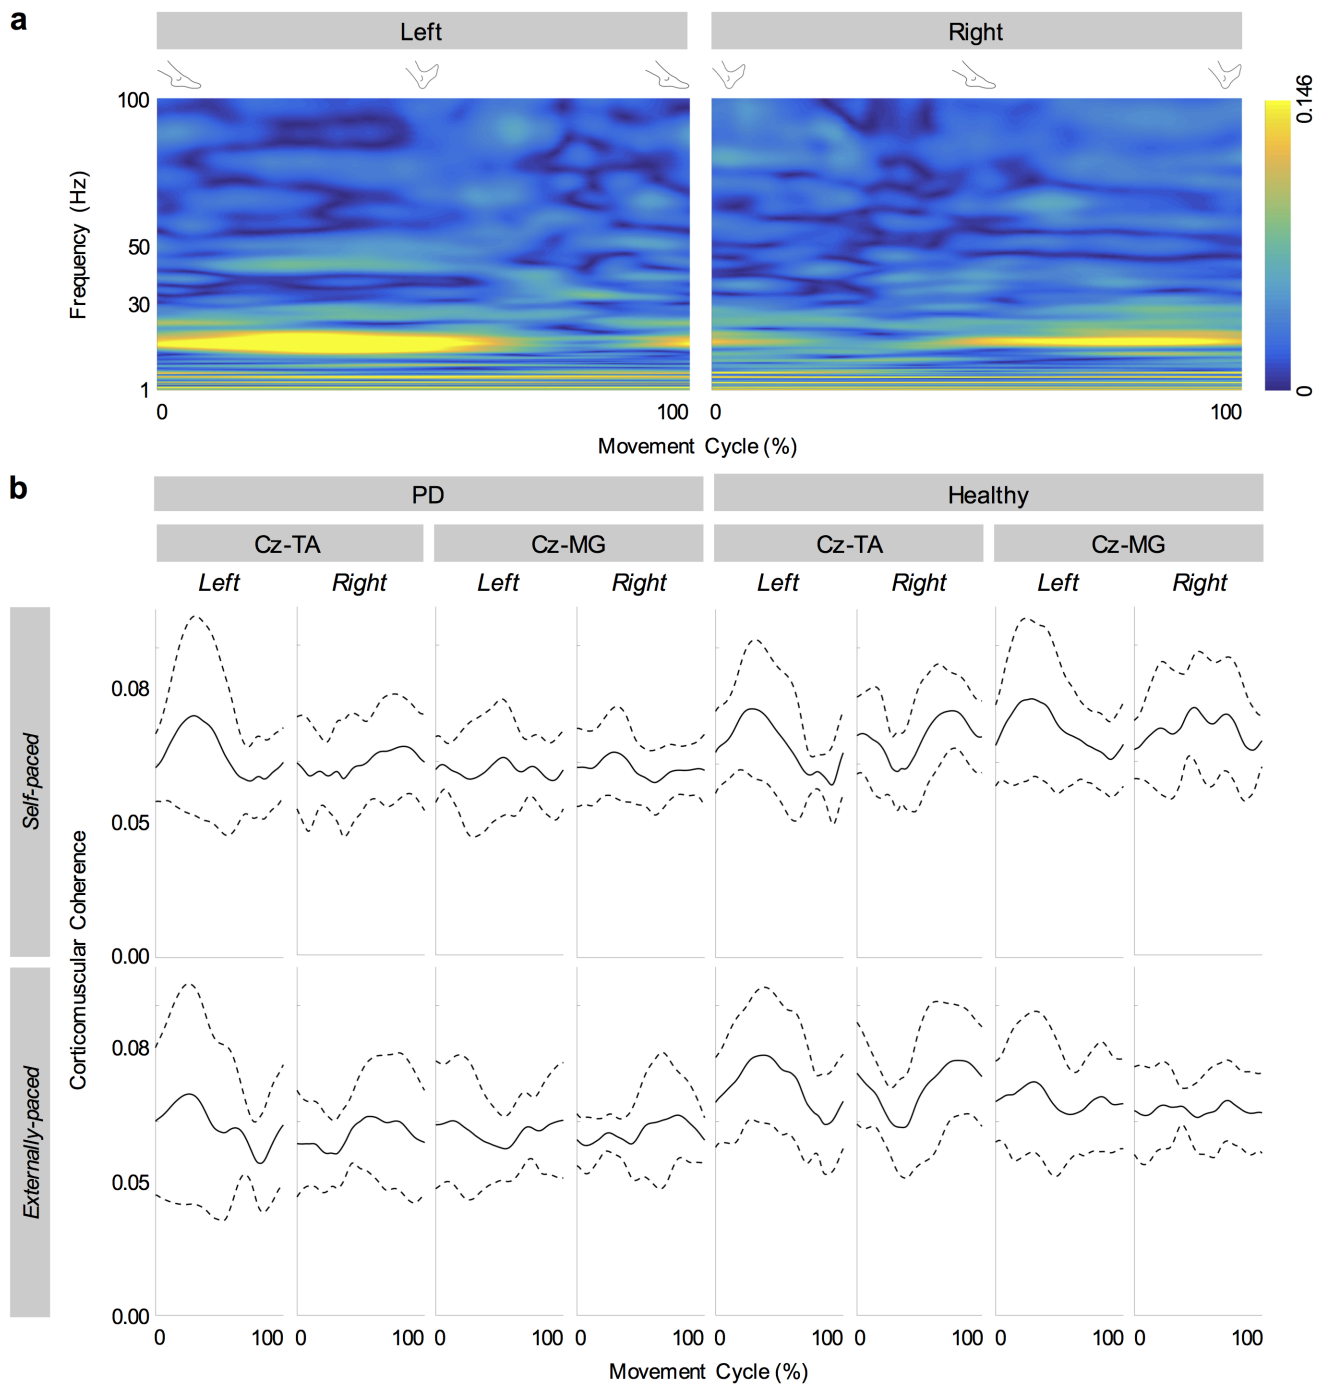 a
Left Right
100
50
30
1
Frequency (Hz)
0 100 0 100
Movement Cycle (%)
0.146
0
b
PD Healthy
Cz-TA Cz-MG Cz-TA Cz-MG
Left Right Left Right Left Right Left Right
Self-paced
0.08
0.05
0.00
Corticomuscular Coherence
Externally-paced
0.08
0.05
0.00
0 100 0 100 0 100 0 100 0 100 0 100 0 100 0 100
Movement Cycle (%)